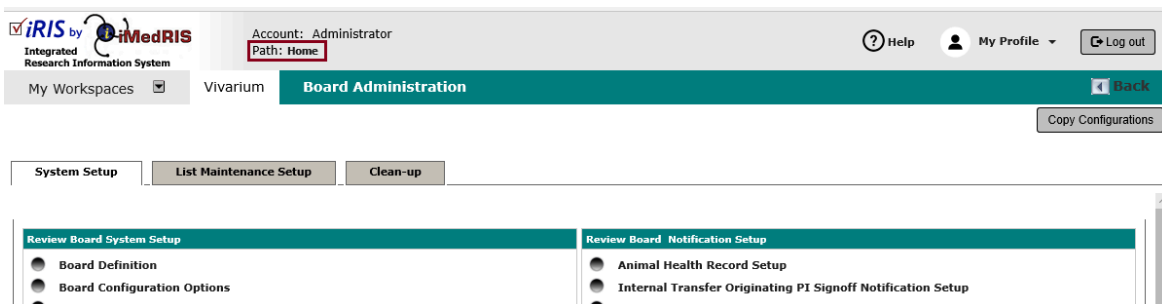 iRIS by iMedRIS
Integrated
Research Information System
Account: Administrator
Path: Home
? Help
My Profile
Log out
My Workspaces
Vivarium
Board Administration
Back
Copy Configurations
System Setup
List Maintenance Setup
Clean-up
Review Board System Setup
Review Board Notification Setup
Board Definition
Animal Health Record Setup
Board Configuration Options
Internal Transfer Originating PI Signoff Notification Setup